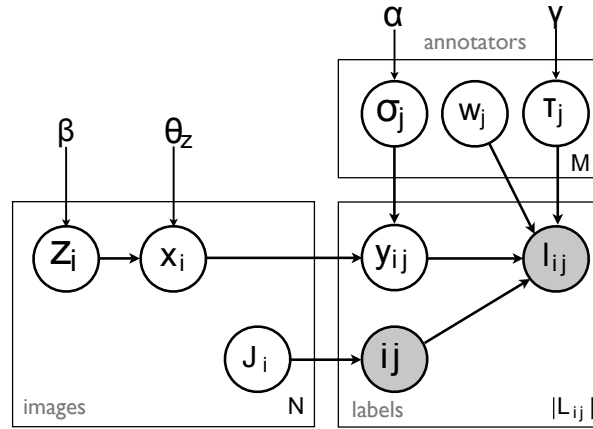 α γ
annotators
σj wj τj
M
β θz
zi xi yij lij
Ji ij
images N labels |Lij|